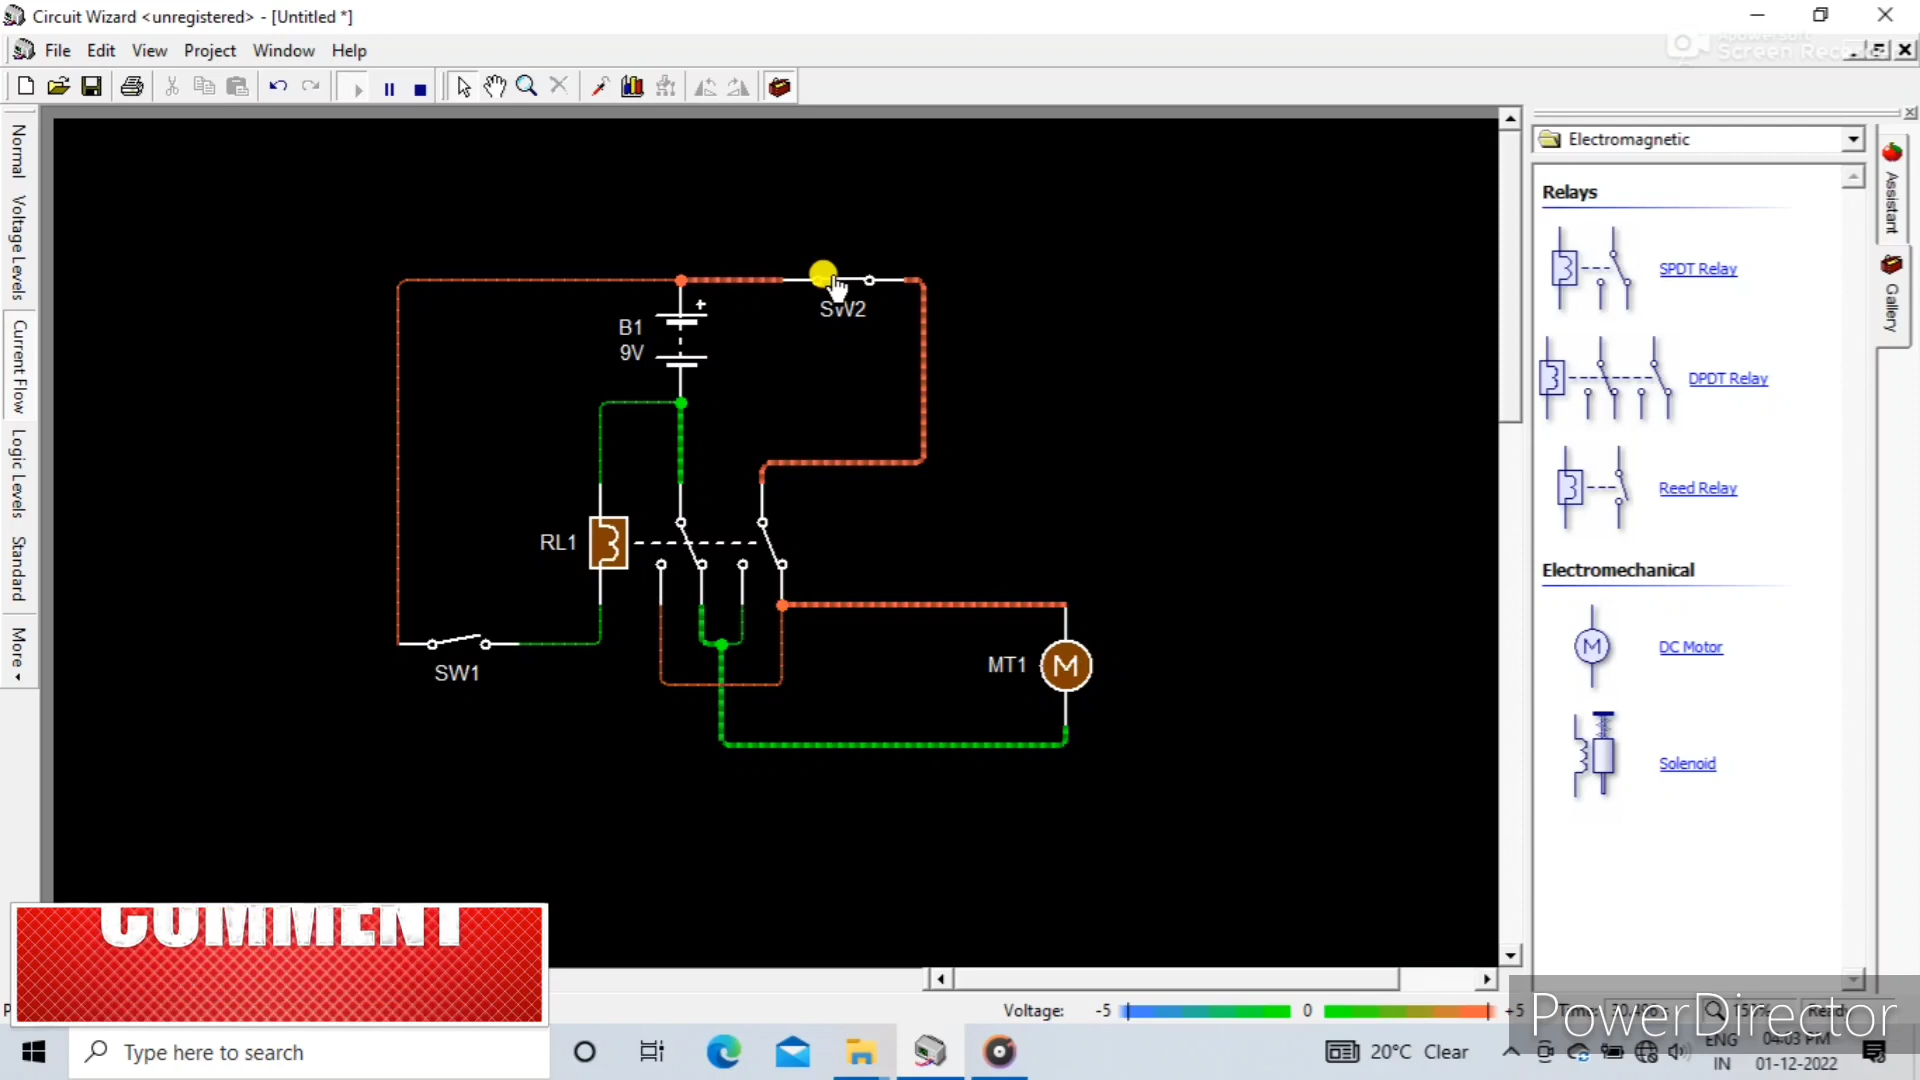 Circuit Wizard <unregistered> - [Untitled *]
File Edit View Project Window Help
Apowersoft
Screen Rec
Normal
Voltage Levels
Current Flow
Logic Levels
Standard
More
Electromagnetic
Assistant
Gallery
Relays
SPDT Relay
DPDT Relay
Reed Relay
Electromechanical
DC Motor
Solenoid
M
SW2
+
B1
9V
RL1
SW1
MT1
M
COMMENT
Voltage: -5 0 +5
PowerDirector
Type here to search
20°C Clear
ENG
IN
04:03 PM
01-12-2022